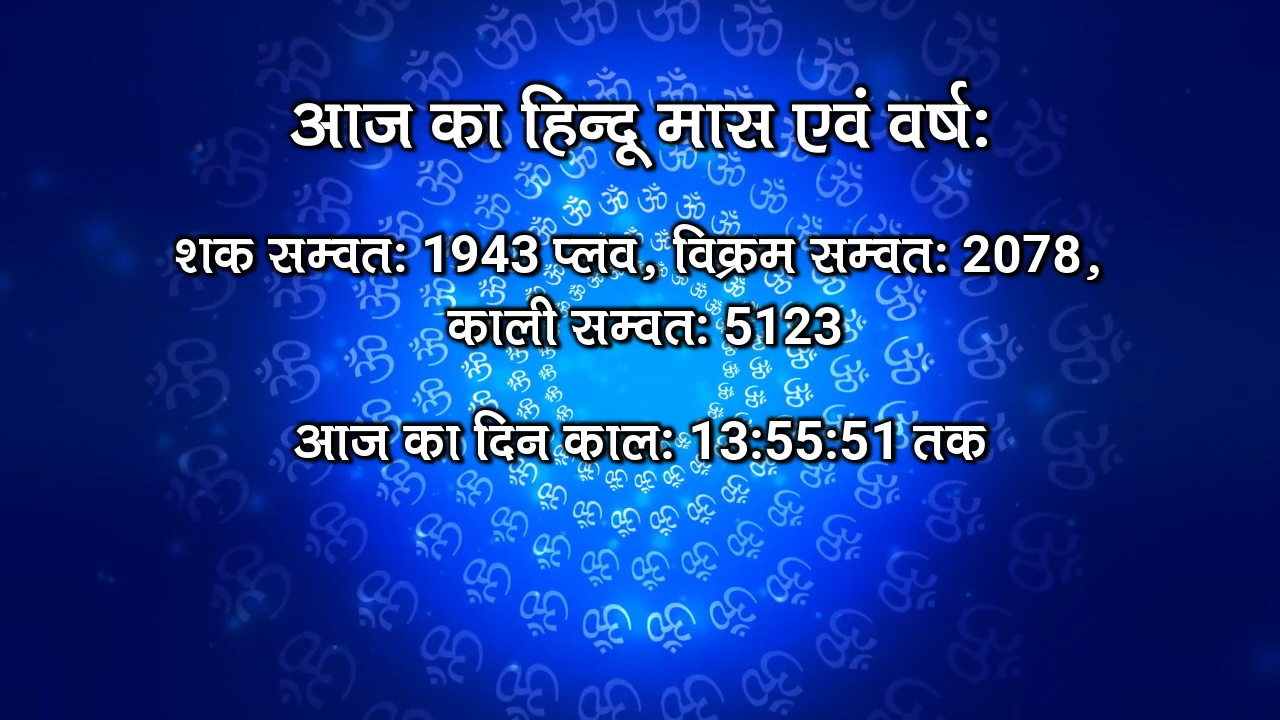 आज का हिन्दू मास एवं वर्ष:
शक सम्वत: 1943 प्लव, विक्रम सम्वत: 2078,
काली सम्वत: 5123
आज का दिन काल: 13:55:51 तक